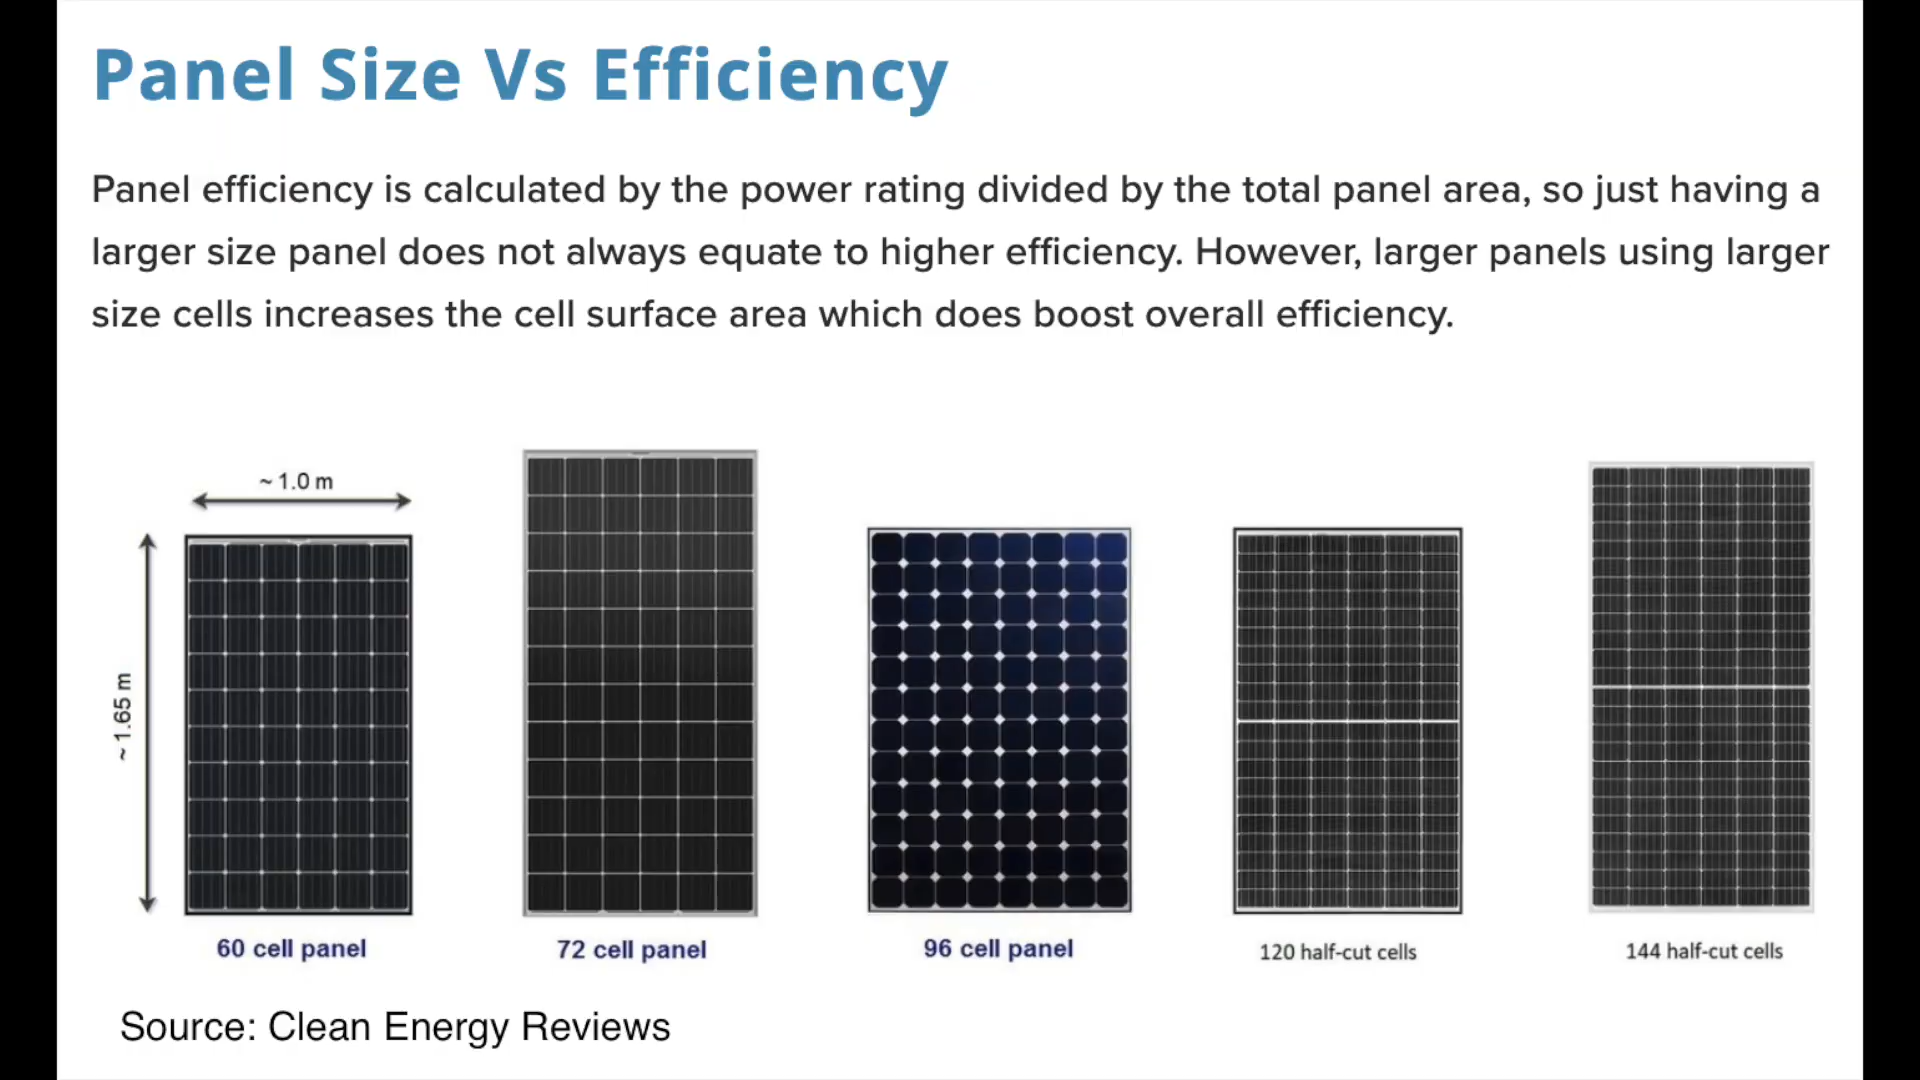 Panel Size Vs Efficiency
Panel efficiency is calculated by the power rating divided by the total panel area, so just having a
larger size panel does not always equate to higher efficiency. However, larger panels using larger
size cells increases the cell surface area which does boost overall efficiency.
~ 1.0 m
~ 1.65 m
60 cell panel
72 cell panel
96 cell panel
120 half-cut cells
144 half-cut cells
Source: Clean Energy Reviews